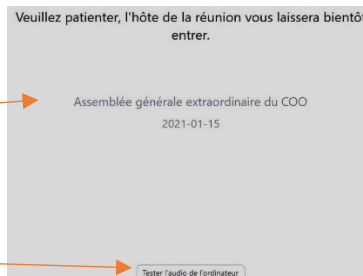 Veuillez patienter, l'hôte de la réunion vous laissera bientôt
entrer.
Assemblée générale extraordinaire du COO
2021-01-15
Tester l'audio de l'ordinateur